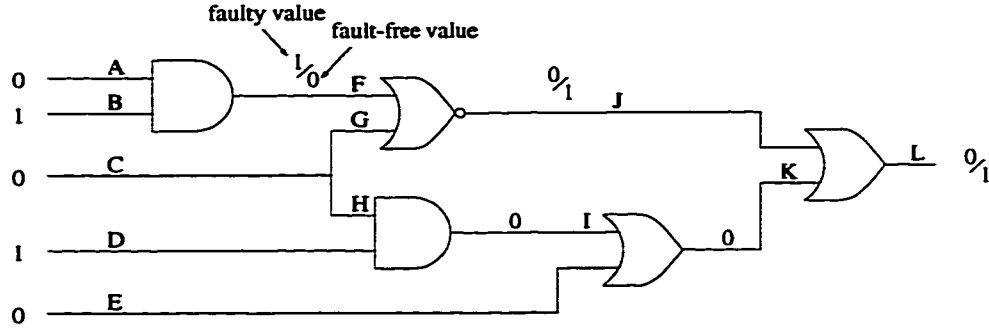 faulty value
fault-free value
1/0
0 A
F
0/1
J
1 B
G
0 C
K
L
0/1
H
0
I
0
1 D
0 E